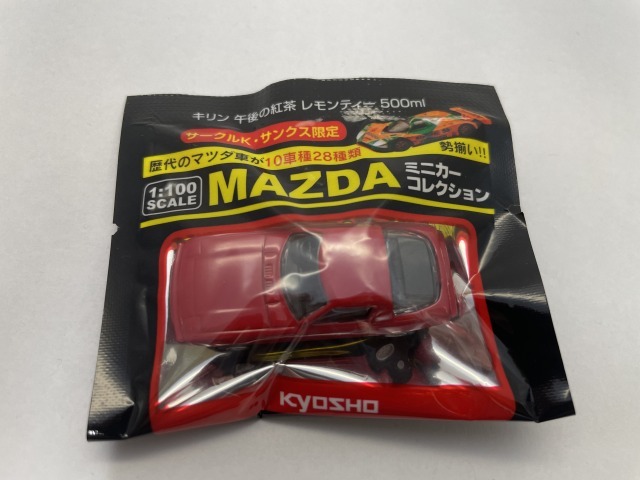 キリン 午後の紅茶 レモンティー 500ml
サークルK・サンクス限定
歴代のマツダ車が10車種28種類
勢揃い!!
1:100
SCALE
MAZDA
ミニカー
コレクション
KYOSHO